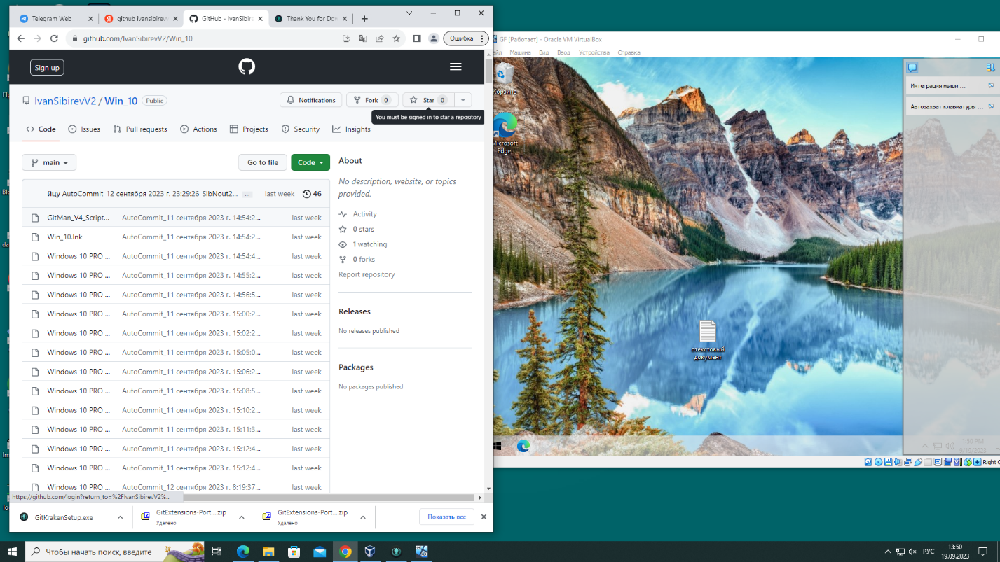 Telegram Web
github ivansibirevv
GitHub - IvanSibire
Thank You for Dow
github.com/IvanSibirevV2/Win_10
Ошибка
Sign up
IvanSibirevV2 / Win_10
Public
Notifications
Fork 0
Star 0
You must be signed in to star a repository
Code
Issues
Pull requests
Actions
Projects
Security
Insights
main
Go to file
Code
йцу AutoCommit_12 сентября 2023 г. 23:29:26_SibNout2...
last week
46
GitMan_V4_Script... AutoCommit_11 сентября 2023 г. 14:54:2... last week
Win_10.lnk AutoCommit_11 сентября 2023 г. 14:54:2... last week
Windows 10 PRO ... AutoCommit_11 сентября 2023 г. 14:54:4... last week
Windows 10 PRO ... AutoCommit_11 сентября 2023 г. 14:55:2... last week
Windows 10 PRO ... AutoCommit_11 сентября 2023 г. 14:56:5... last week
Windows 10 PRO ... AutoCommit_11 сентября 2023 г. 15:00:2... last week
Windows 10 PRO ... AutoCommit_11 сентября 2023 г. 15:02:2... last week
Windows 10 PRO ... AutoCommit_11 сентября 2023 г. 15:05:0... last week
Windows 10 PRO ... AutoCommit_11 сентября 2023 г. 15:06:2... last week
Windows 10 PRO ... AutoCommit_11 сентября 2023 г. 15:08:5... last week
Windows 10 PRO ... AutoCommit_11 сентября 2023 г. 15:10:2... last week
Windows 10 PRO ... AutoCommit_11 сентября 2023 г. 15:11:3... last week
Windows 10 PRO ... AutoCommit_11 сентября 2023 г. 15:12:4... last week
Windows 10 PRO ... AutoCommit_11 сентября 2023 г. 15:12:4... last week
Windows 10 PRO ... AutoCommit_12 сентября 2023 г. 8:19:37... last week
About
No description, website, or topics
provided.
Activity
0 stars
1 watching
0 forks
Report repository
Releases
No releases published
Packages
No packages published
https://github.com/login?return_to=%2FIvanSibirevV2%...
GitKrakenSetup.exe
GitExtensions-Port....zip
Удалено
GitExtensions-Port....zip
Удалено
Показать все
GF [Работает] - Oracle VM VirtualBox
Машина
Вид
Ввод
Устройства
Справка
Корзина
Microsoft
Edge
отекстовый
документ
Интеграция мыши ...
Автозахват клавиатуры ...
1:50 PM
9/19/2023
Right C
Чтобы начать поиск, введите
РУС
13:50
19.09.2023